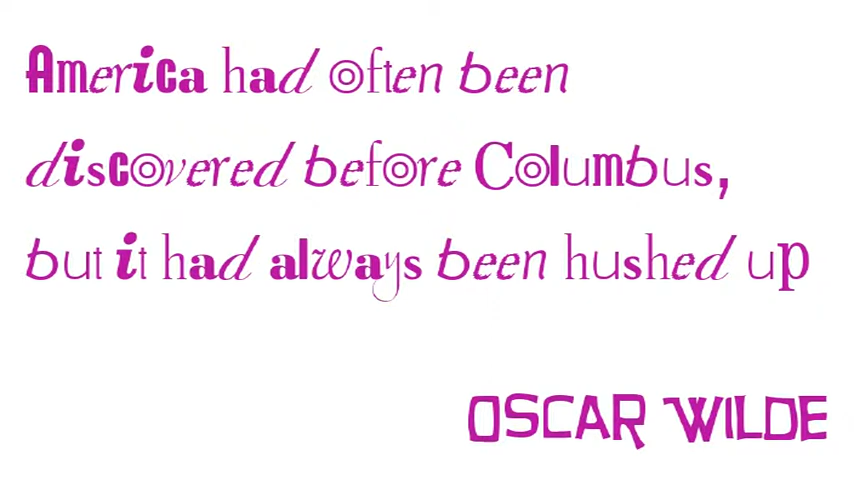 America had often been
discovered before Columbus,
but it had always been hushed up
OSCAR WILDE